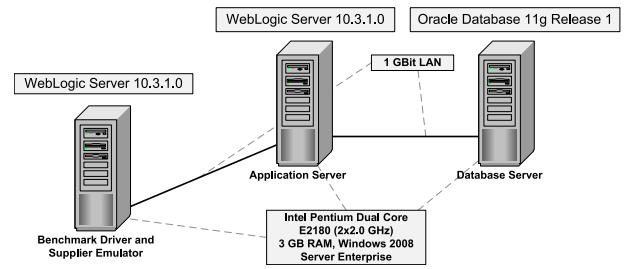 WebLogic Server 10.3.1.0
Oracle Database 11g Release 1
1 GBit LAN
WebLogic Server 10.3.1.0
Application Server
Database Server
Intel Pentium Dual Core
E2180 (2x2.0 GHz)
3 GB RAM, Windows 2008
Server Enterprise
Benchmark Driver and
Supplier Emulator